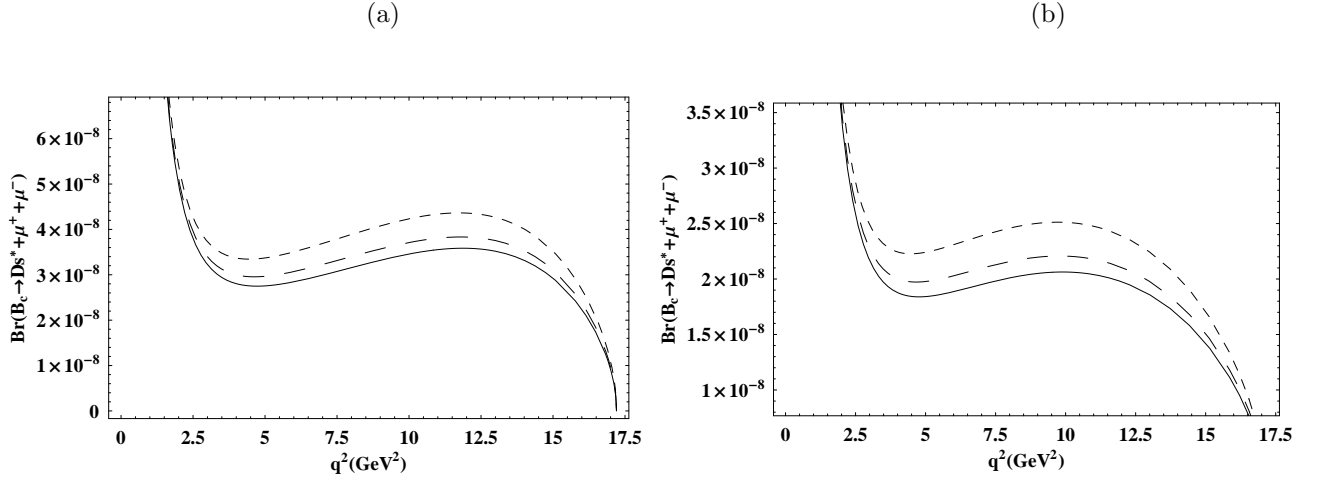 (a)
(b)
Br(B_c→Ds*+μ⁺+μ⁻)
6×10⁻⁸
5×10⁻⁸
4×10⁻⁸
3×10⁻⁸
2×10⁻⁸
1×10⁻⁸
0
0 2.5 5 7.5 10 12.5 15 17.5
q²(GeV²)
Br(B_c→Ds*+μ⁺+μ⁻)
3.5×10⁻⁸
3×10⁻⁸
2.5×10⁻⁸
2×10⁻⁸
1.5×10⁻⁸
1×10⁻⁸
0 2.5 5 7.5 10 12.5 15 17.5
q²(GeV²)